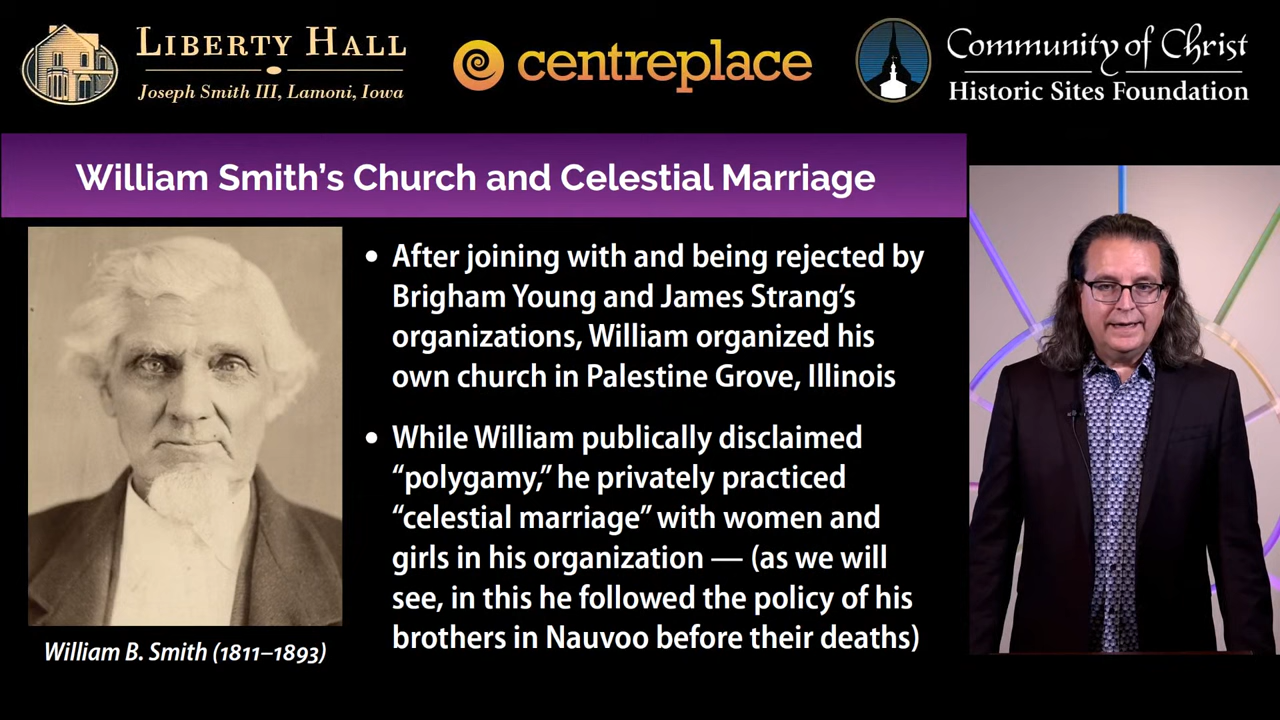 LIBERTY HALL
Joseph Smith III, Lamoni, Iowa
centreplace
Community of Christ
Historic Sites Foundation
William Smith’s Church and Celestial Marriage
• After joining with and being rejected by
Brigham Young and James Strang’s
organizations, William organized his
own church in Palestine Grove, Illinois
• While William publically disclaimed
“polygamy,” he privately practiced
“celestial marriage” with women and
girls in his organization — (as we will
see, in this he followed the policy of his
brothers in Nauvoo before their deaths)
William B. Smith (1811–1893)